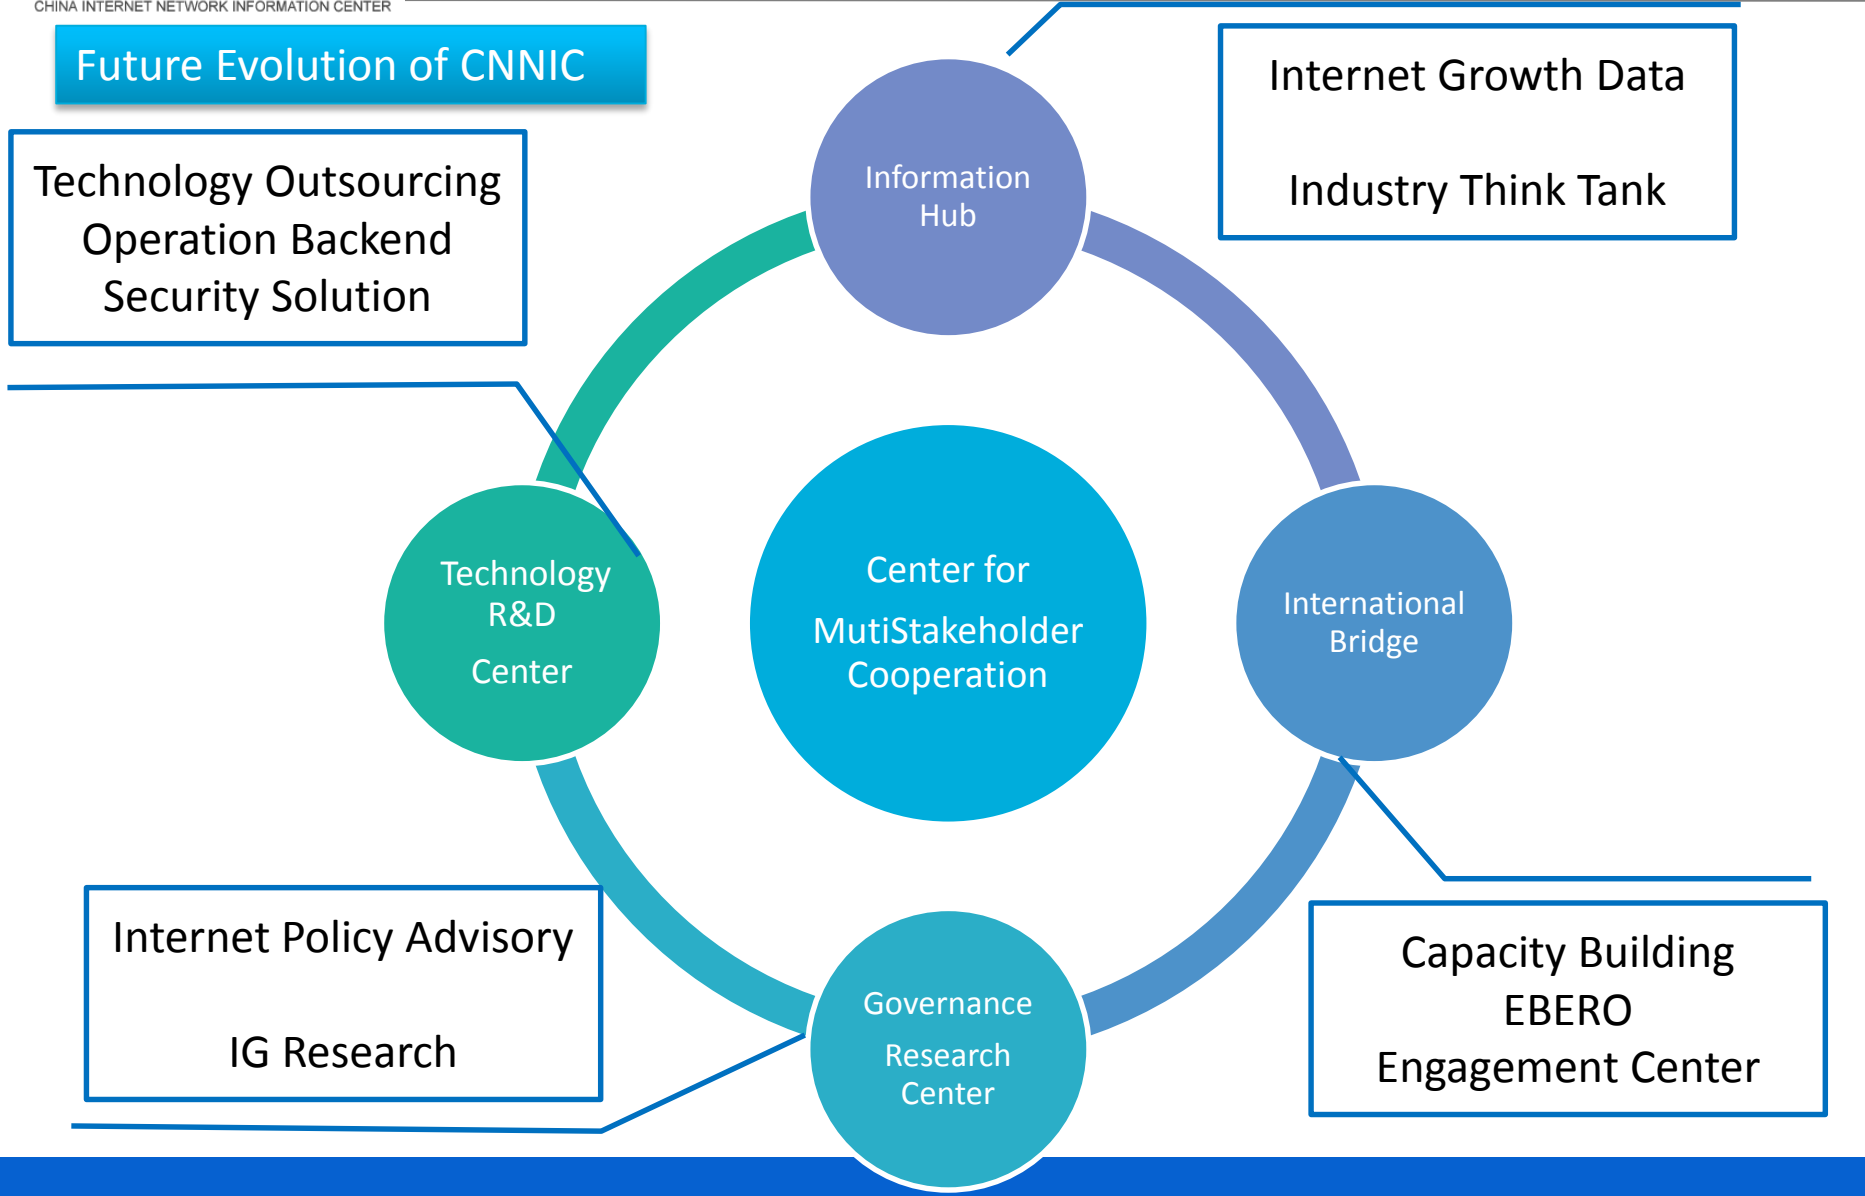 CHINA INTERNET NETWORK INFORMATION CENTER
Future Evolution of CNNIC
Technology Outsourcing
Operation Backend
Security Solution
Internet Growth Data
Industry Think Tank
Information
Hub
Technology
R&D
Center
Center for
MutiStakeholder
Cooperation
International
Bridge
Internet Policy Advisory
IG Research
Governance
Research
Center
Capacity Building
EBERO
Engagement Center